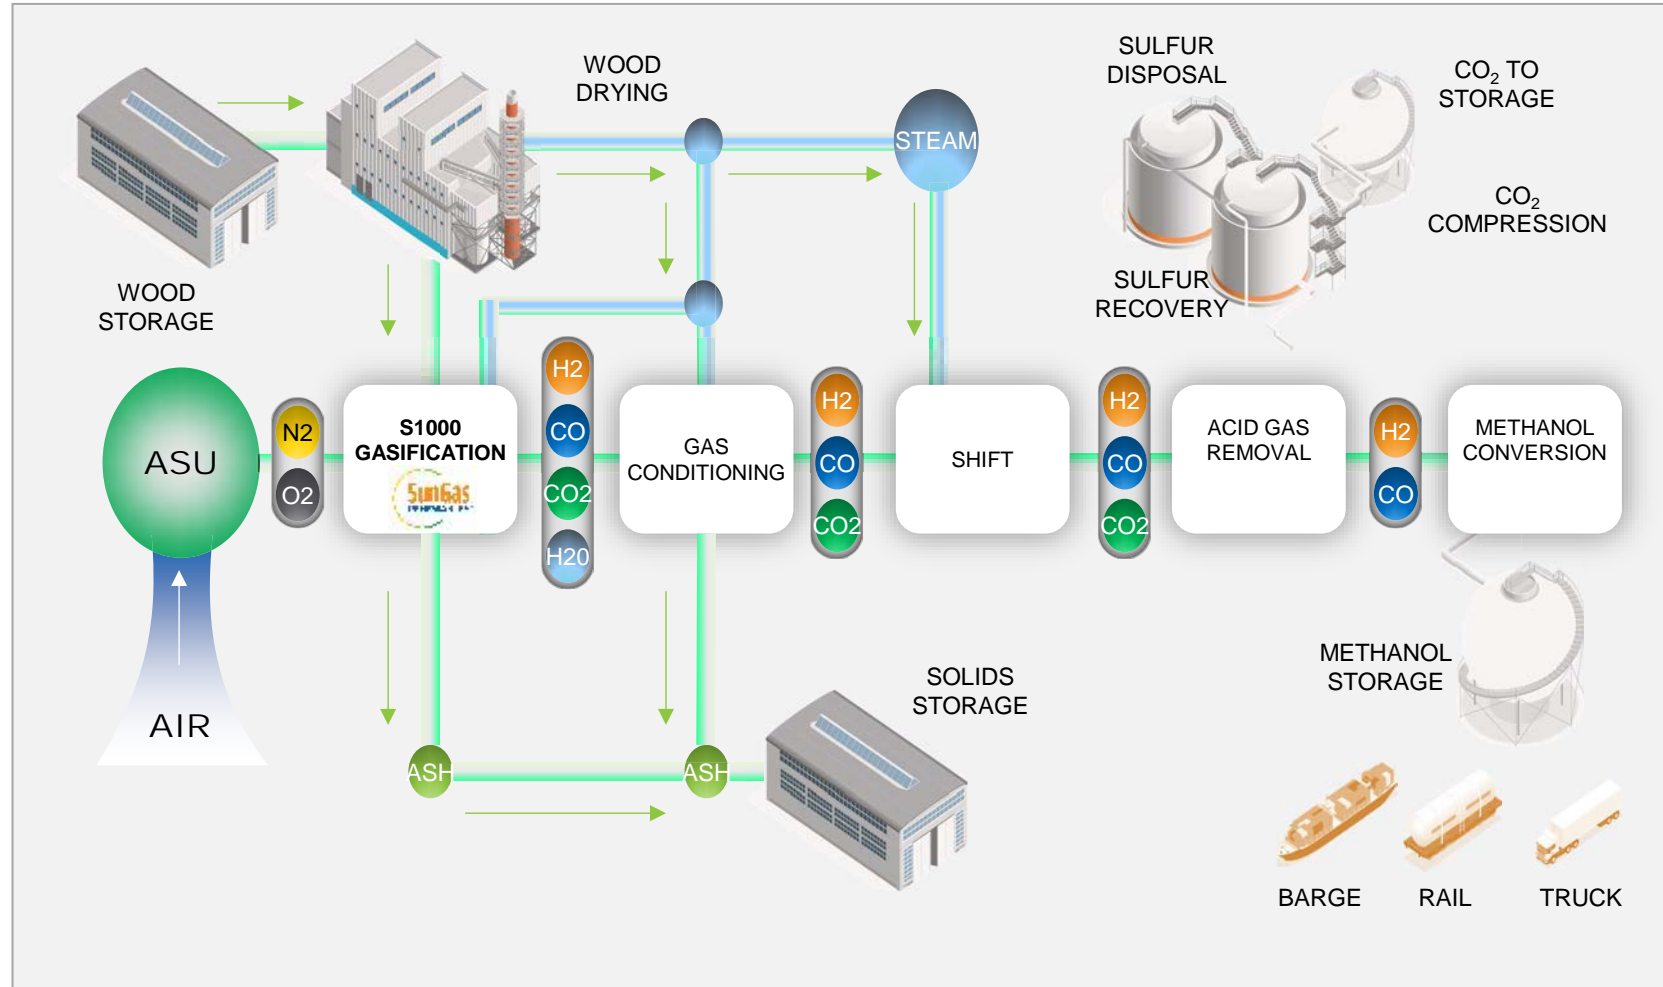 WOOD
DRYING
SULFUR
DISPOSAL
CO₂ TO
STORAGE
STEAM
CO₂
COMPRESSION
WOOD
STORAGE
SULFUR
RECOVERY
ASU
N2
O2
S1000
GASIFICATION
SunGas
H2
CO
CO2
H20
GAS
CONDITIONING
H2
CO
CO2
SHIFT
H2
CO
CO2
ACID GAS
REMOVAL
H2
CO
METHANOL
CONVERSION
AIR
METHANOL
STORAGE
SOLIDS
STORAGE
ASH
ASH
BARGE
RAIL
TRUCK